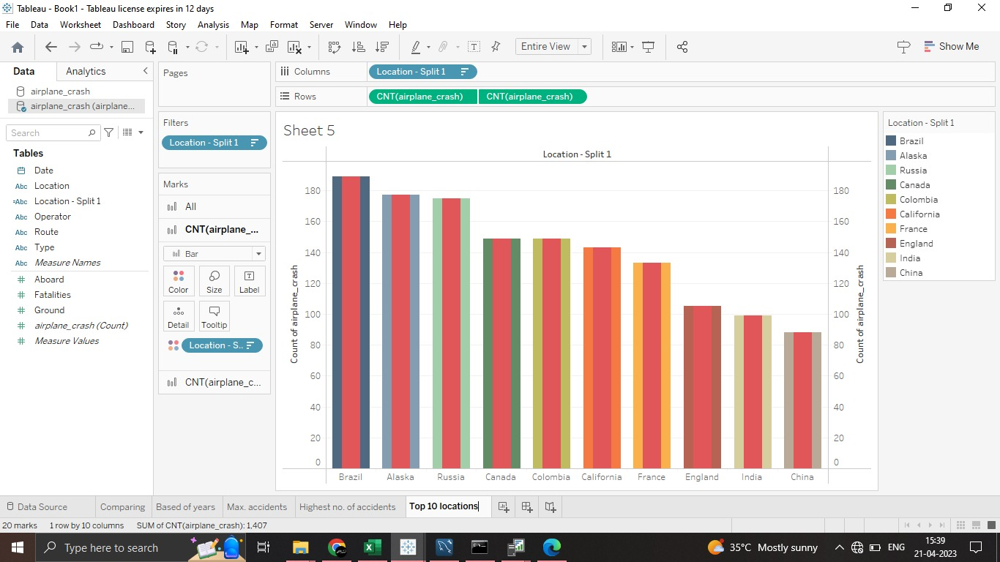 Tableau - Book1 - Tableau license expires in 12 days
File Data Worksheet Dashboard Story Analysis Map Format Server Window Help
Entire View
Show Me
Data Analytics
airplane_crash
airplane_crash (airplane...
Search
Tables
Date
Abc Location
=Abc Location - Split 1
Abc Operator
Abc Route
Abc Type
Abc Measure Names
# Aboard
# Fatalities
# Ground
# airplane_crash (Count)
# Measure Values
Pages
Filters
Location - Split 1
Marks
All
CNT(airplane_...
Bar
Color Size Label
Detail Tooltip
Location - S..
CNT(airplane_c...
Columns Location - Split 1
Rows CNT(airplane_crash) CNT(airplane_crash)
Sheet 5
Location - Split 1
Count of airplane_crash
180
160
140
120
100
80
60
40
20
0
Brazil Alaska Russia Canada Colombia California France England India China
180
160
140
120
100
80
60
40
20
0
Count of airplane_crash
Location - Split 1
Brazil
Alaska
Russia
Canada
Colombia
California
France
England
India
China
Data Source Comparing Based of years Max. accidents Highest no. of accidents Top 10 locations
20 marks 1 row by 10 columns SUM of CNT(airplane_crash): 1,407
Type here to search
35°C Mostly sunny
ENG
15:39
21-04-2023